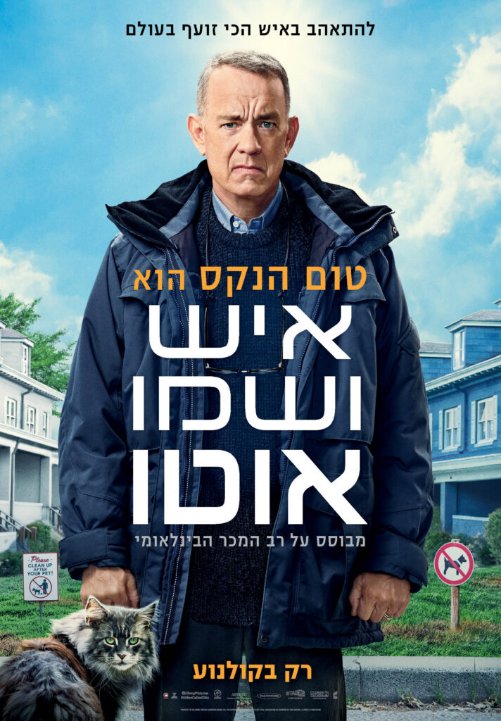 להתאהב באיש הכי זועף בעולם
טום הנקס הוא
איש
ושמו
אוטו
מבוסס על רב המכר הבינלאומי
Please
CLEAN UP
AFTER
YOUR PET!
רק בקולנוע